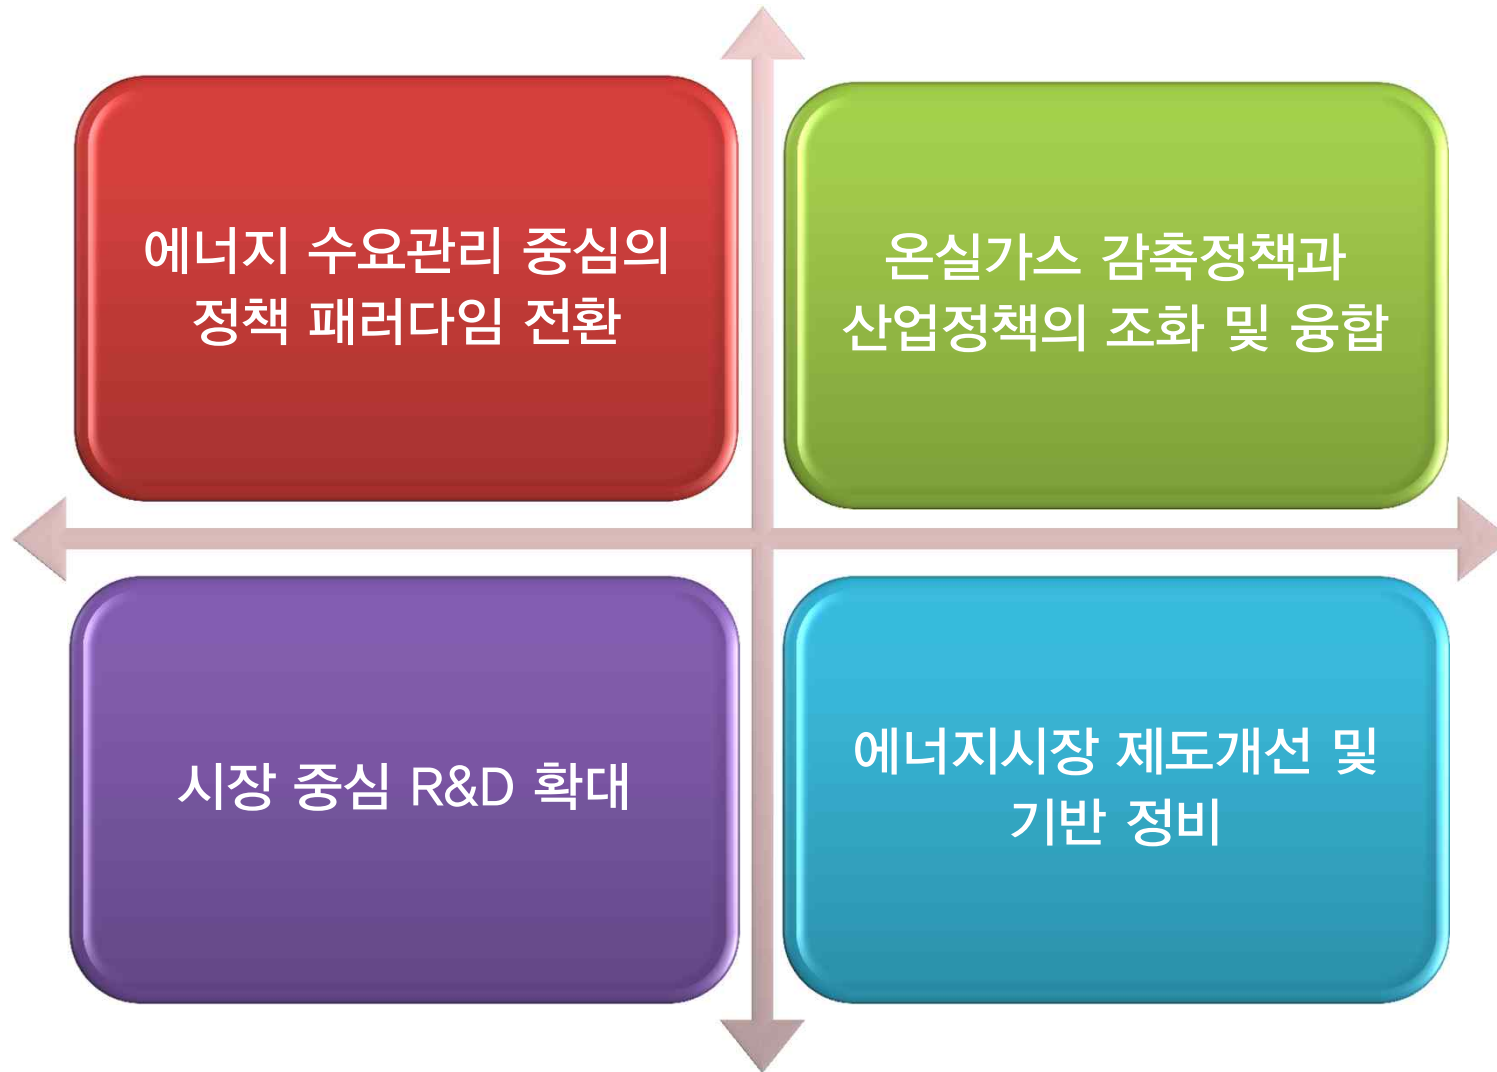 에너지 수요관리 중심의
정책 패러다임 전환
온실가스 감축정책과
산업정책의 조화 및 융합
시장 중심 R&D 확대
에너지시장 제도개선 및
기반 정비